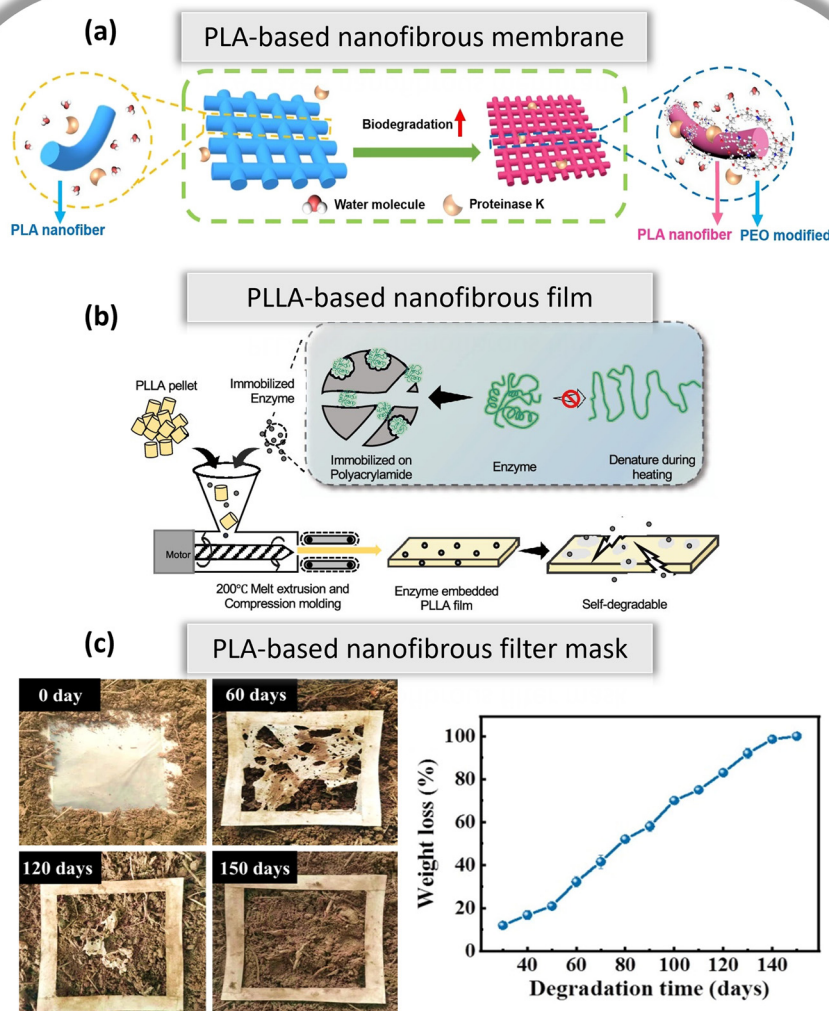 (a)
PLA-based nanofibrous membrane
Biodegradation
Water molecule
Proteinase K
PLA nanofiber
PLA nanofiber
PEO modified
(b)
PLLA-based nanofibrous film
PLLA pellet
Immobilized
Enzyme
Immobilized on
Polyacrylamide
Enzyme
Denature during
heating
Motor
200℃ Melt extrusion and
Compression molding
Enzyme embedded
PLLA film
Self-degradable
(c)
PLA-based nanofibrous filter mask
0 day
60 days
120 days
150 days
Weight loss (%)
100
80
60
40
20
0
40
60
80
100
120
140
Degradation time (days)